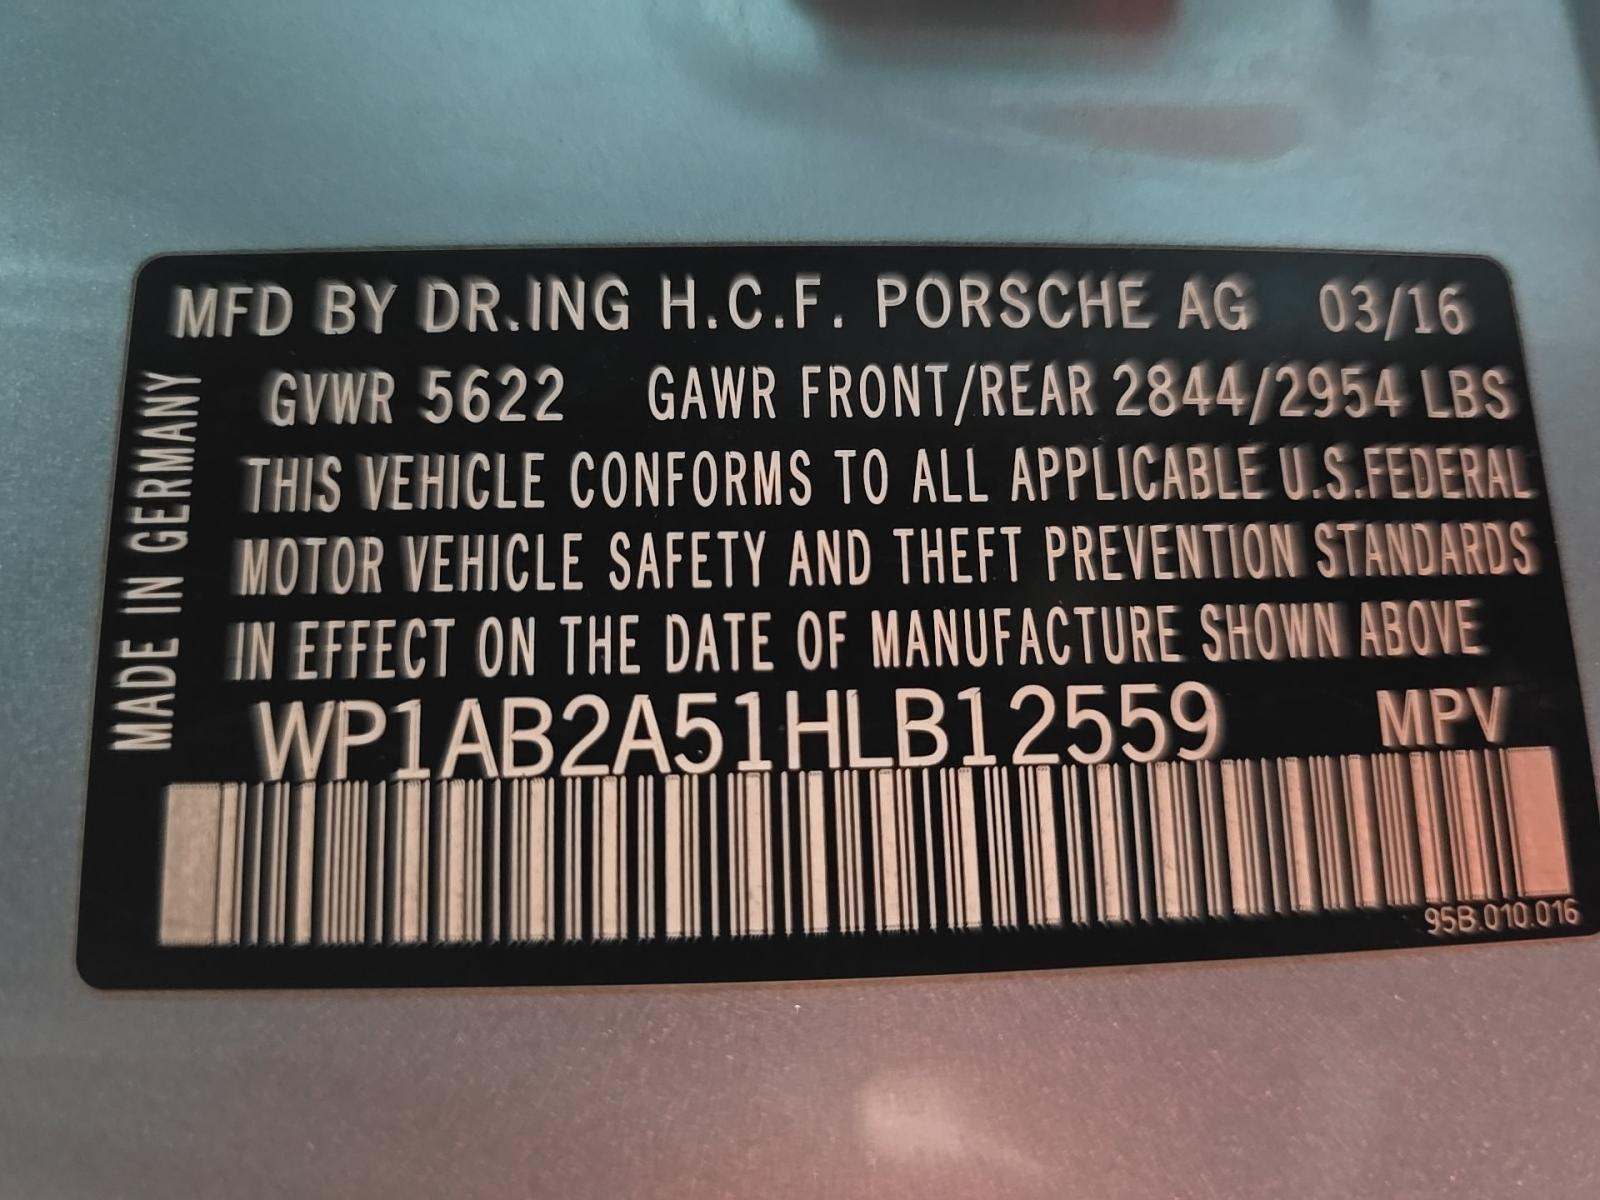 MFD BY DR.ING H.C.F. PORSCHE AG 03/16
GVWR 5622 GAWR FRONT/REAR 2844/2954 LBS
THIS VEHICLE CONFORMS TO ALL APPLICABLE U.S.FEDERAL
MOTOR VEHICLE SAFETY AND THEFT PREVENTION STANDARDS
IN EFFECT ON THE DATE OF MANUFACTURE SHOWN ABOVE
WP1AB2A51HLB12559 MPV
95B.010.016
MADE IN GERMANY